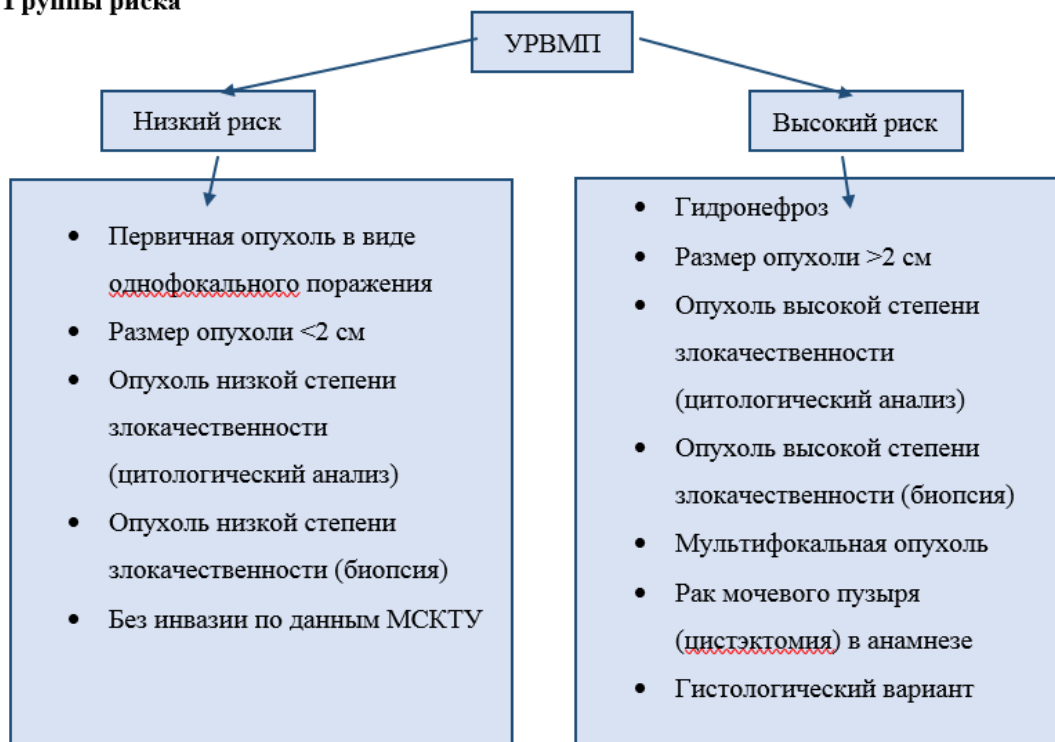 Группы риска
УРВМП
Низкий риск
Высокий риск
• Первичная опухоль в виде
однофокального поражения
• Размер опухоли <2 см
• Опухоль низкой степени
злокачественности
(цитологический анализ)
• Опухоль низкой степени
злокачественности (биопсия)
• Без инвазии по данным МСКТУ
• Гидронефроз
• Размер опухоли >2 см
• Опухоль высокой степени
злокачественности
(цитологический анализ)
• Опухоль высокой степени
злокачественности (биопсия)
• Мультифокальная опухоль
• Рак мочевого пузыря
(цистэктомия) в анамнезе
• Гистологический вариант